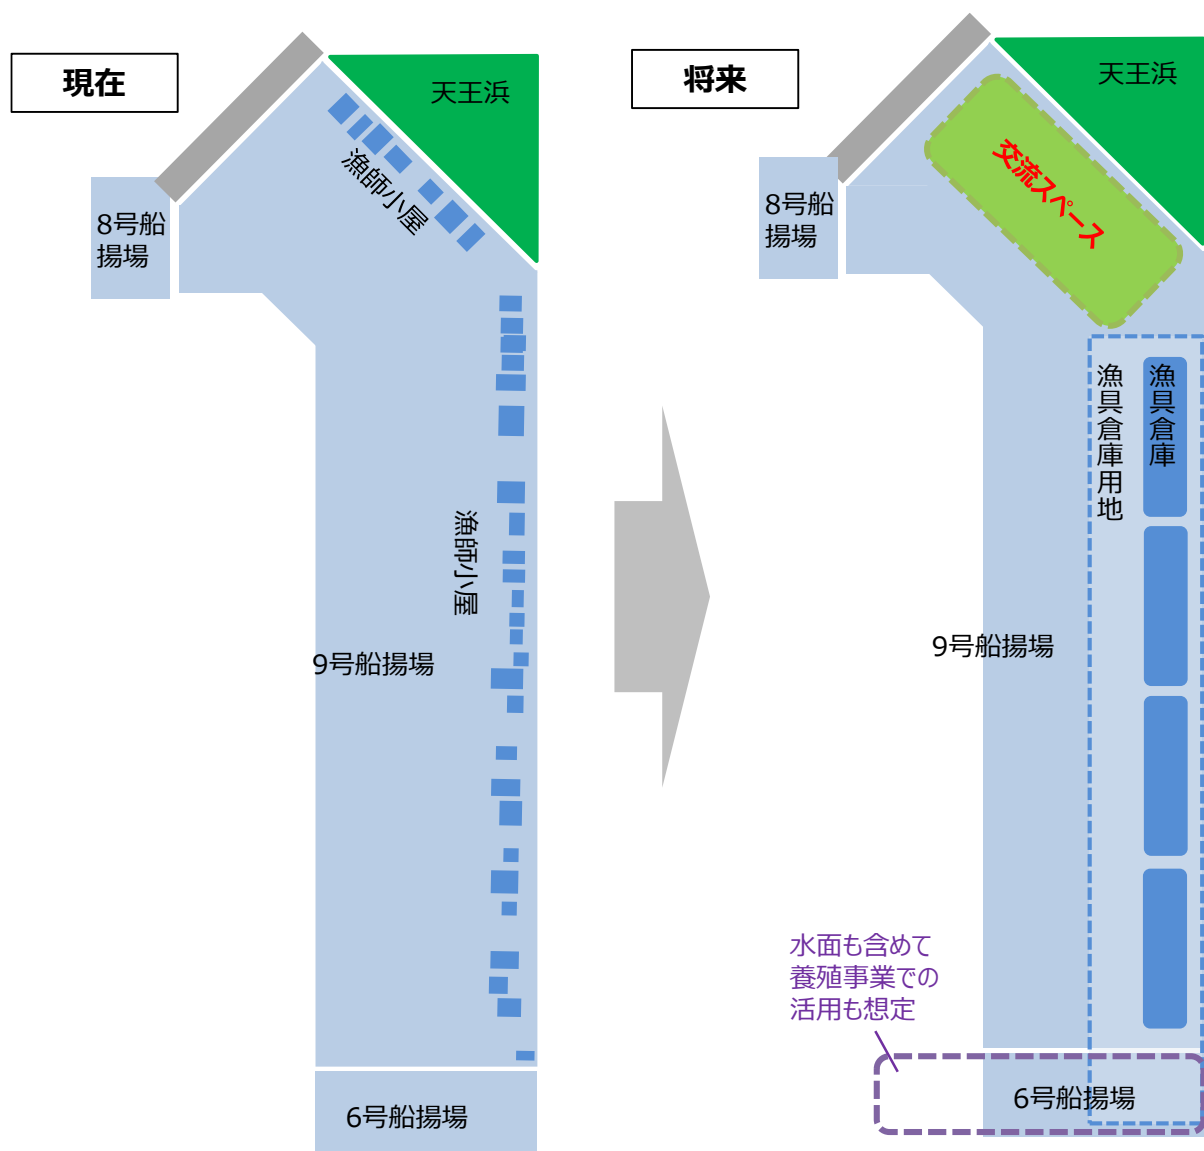 現在
天王浜
漁師小屋
8号船
揚場
漁師小屋
9号船揚場
6号船揚場
将来
天王浜
交流スペース
8号船
揚場
漁具倉庫用地
漁具倉庫
9号船揚場
水面も含めて
養殖事業での
活用も想定
6号船揚場